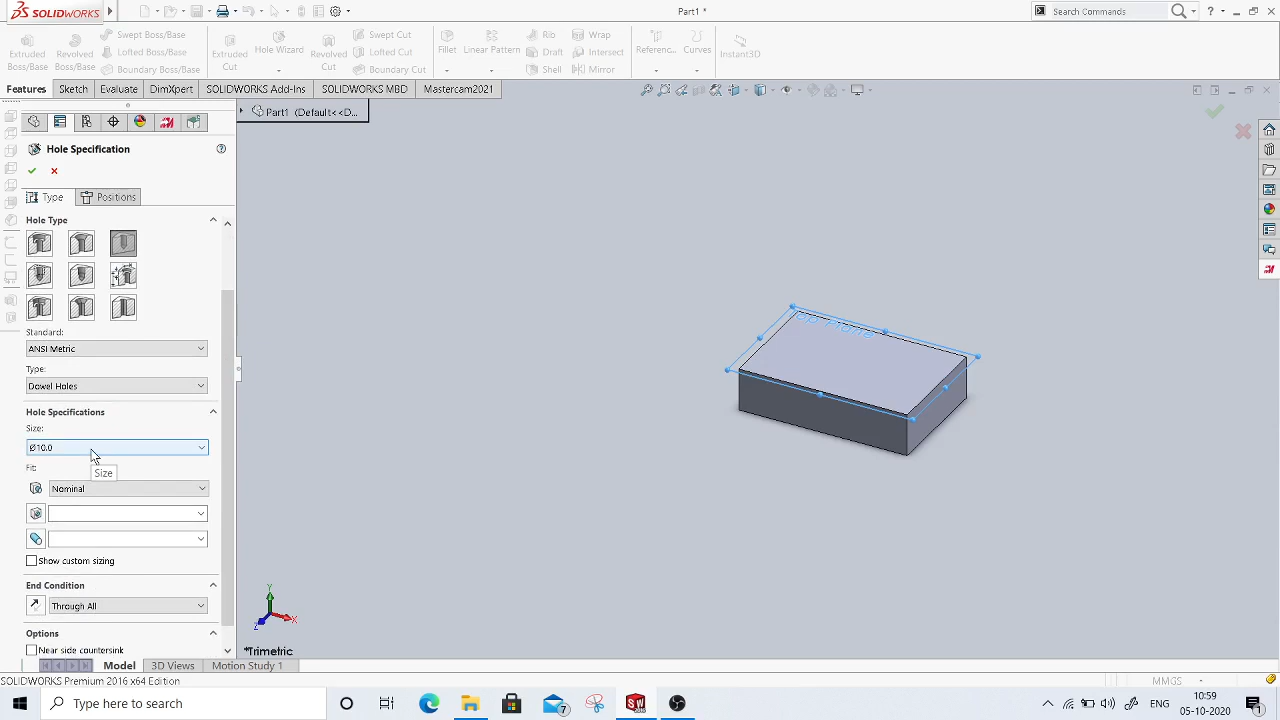 SOLIDWORKS
Part1 *
Search Commands
Extruded Boss/Base
Revolved Boss/Base
Swept Boss/Base
Lofted Boss/Base
Boundary Boss/Base
Extruded Cut
Hole Wizard
Revolved Cut
Swept Cut
Lofted Cut
Boundary Cut
Fillet
Linear Pattern
Rib
Draft
Shell
Wrap
Intersect
Mirror
Referenc...
Curves
Instant3D
Features
Sketch
Evaluate
DimXpert
SOLIDWORKS Add-Ins
SOLIDWORKS MBD
Mastercam2021
Part1 (Default<<D...
Hole Specification
Type
Positions
Hole Type
Standard:
ANSI Metric
Type:
Dowel Holes
Hole Specifications
Size:
Ø10.0
Size
Fit:
Nominal
Show custom sizing
End Condition
Through All
Options
Near side countersink
Top Plane
Y
X
Z
*Trimetric
Model
3D Views
Motion Study 1
SOLIDWORKS Premium 2016 x64 Edition
MMGS
Type here to search
7
ENG
10:59
05-10-2020
1